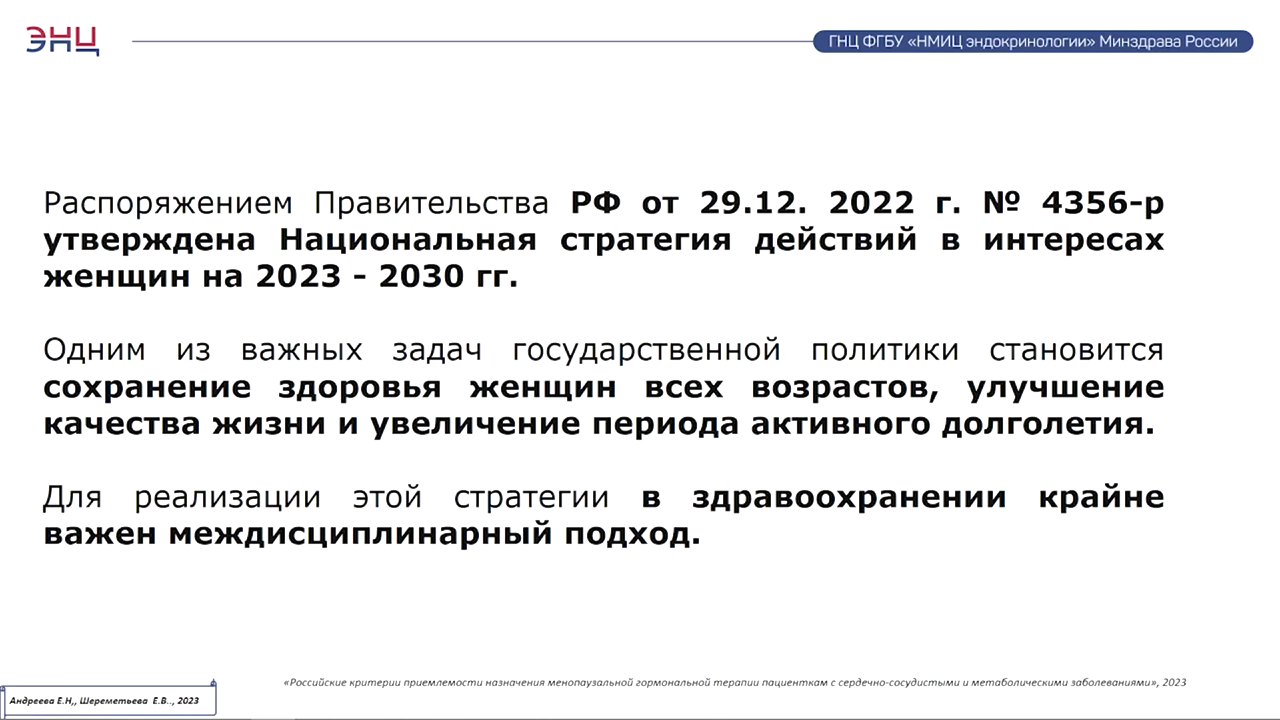 ЭНЦ
ГНЦ ФГБУ «НМИЦ эндокринологии» Минздрава России
Распоряжением Правительства РФ от 29.12. 2022 г. № 4356-р
утверждена Национальная стратегия действий в интересах
женщин на 2023 - 2030 гг.
Одним из важных задач государственной политики становится
сохранение здоровья женщин всех возрастов, улучшение
качества жизни и увеличение периода активного долголетия.
Для реализации этой стратегии в здравоохранении крайне
важен междисциплинарный подход.
«Российские критерии приемлемости назначения менопаузальной гормональной терапии пациенткам с сердечно-сосудистыми и метаболическими заболеваниями», 2023
Андреева Е.Н,, Шереметьева Е.В.., 2023